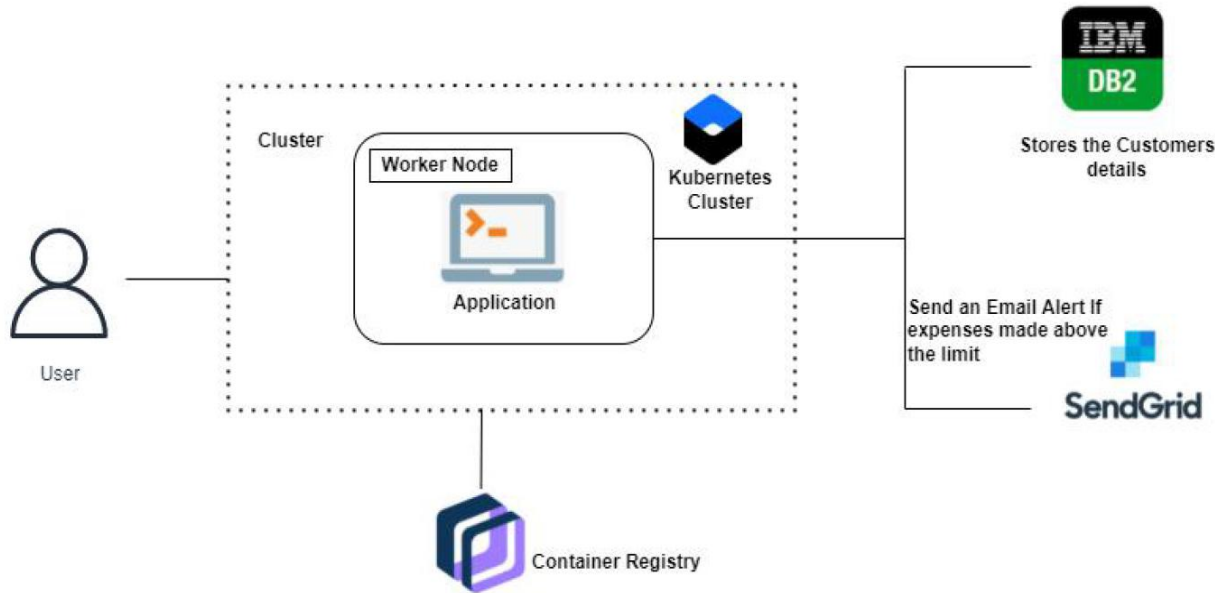 IBM
DB2
Stores the Customers
details
Cluster
Worker Node
Kubernetes
Cluster
Application
User
Send an Email Alert If
expenses made above
the limit
SendGrid
Container Registry